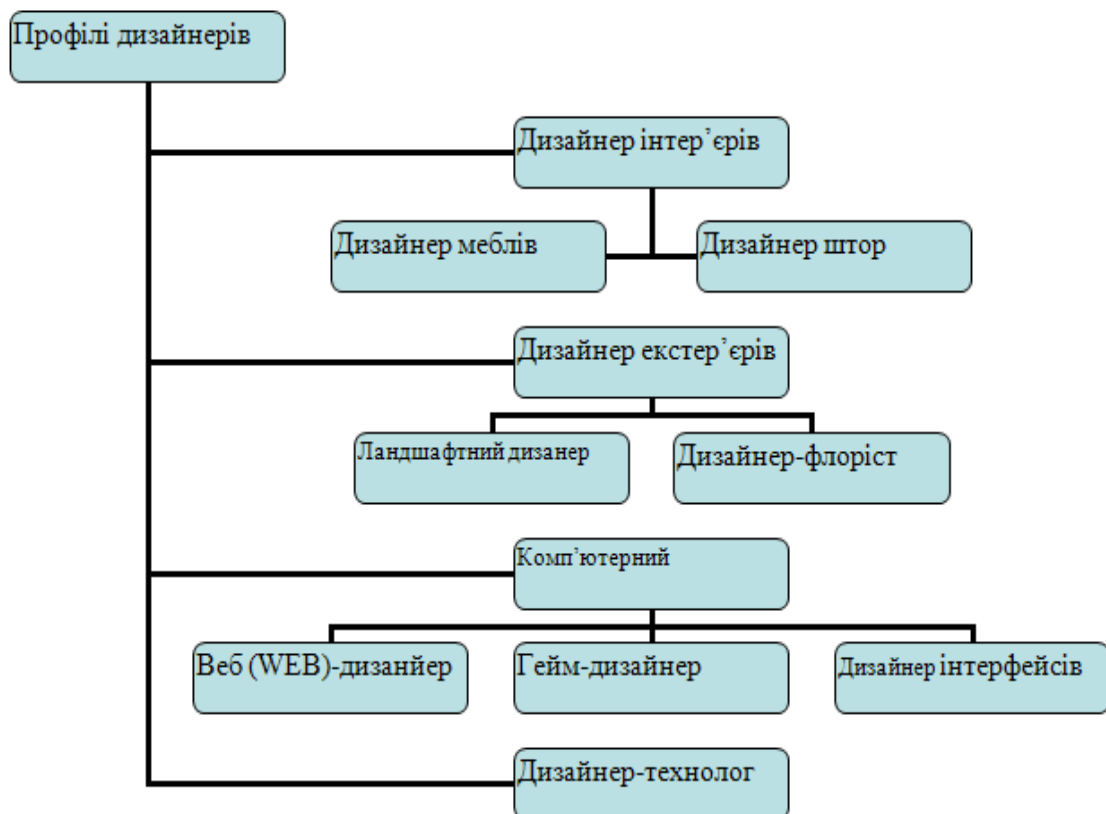 Профілі дизайнерів
Дизайнер інтер’єрів
Дизайнер меблів
Дизайнер штор
Дизайнер екстер’єрів
Ландшафтний дизанер
Дизайнер-флоріст
Комп’ютерний
Веб (WEB)-дизанйер
Гейм-дизайнер
Дизайнер інтерфейсів
Дизайнер-технолог